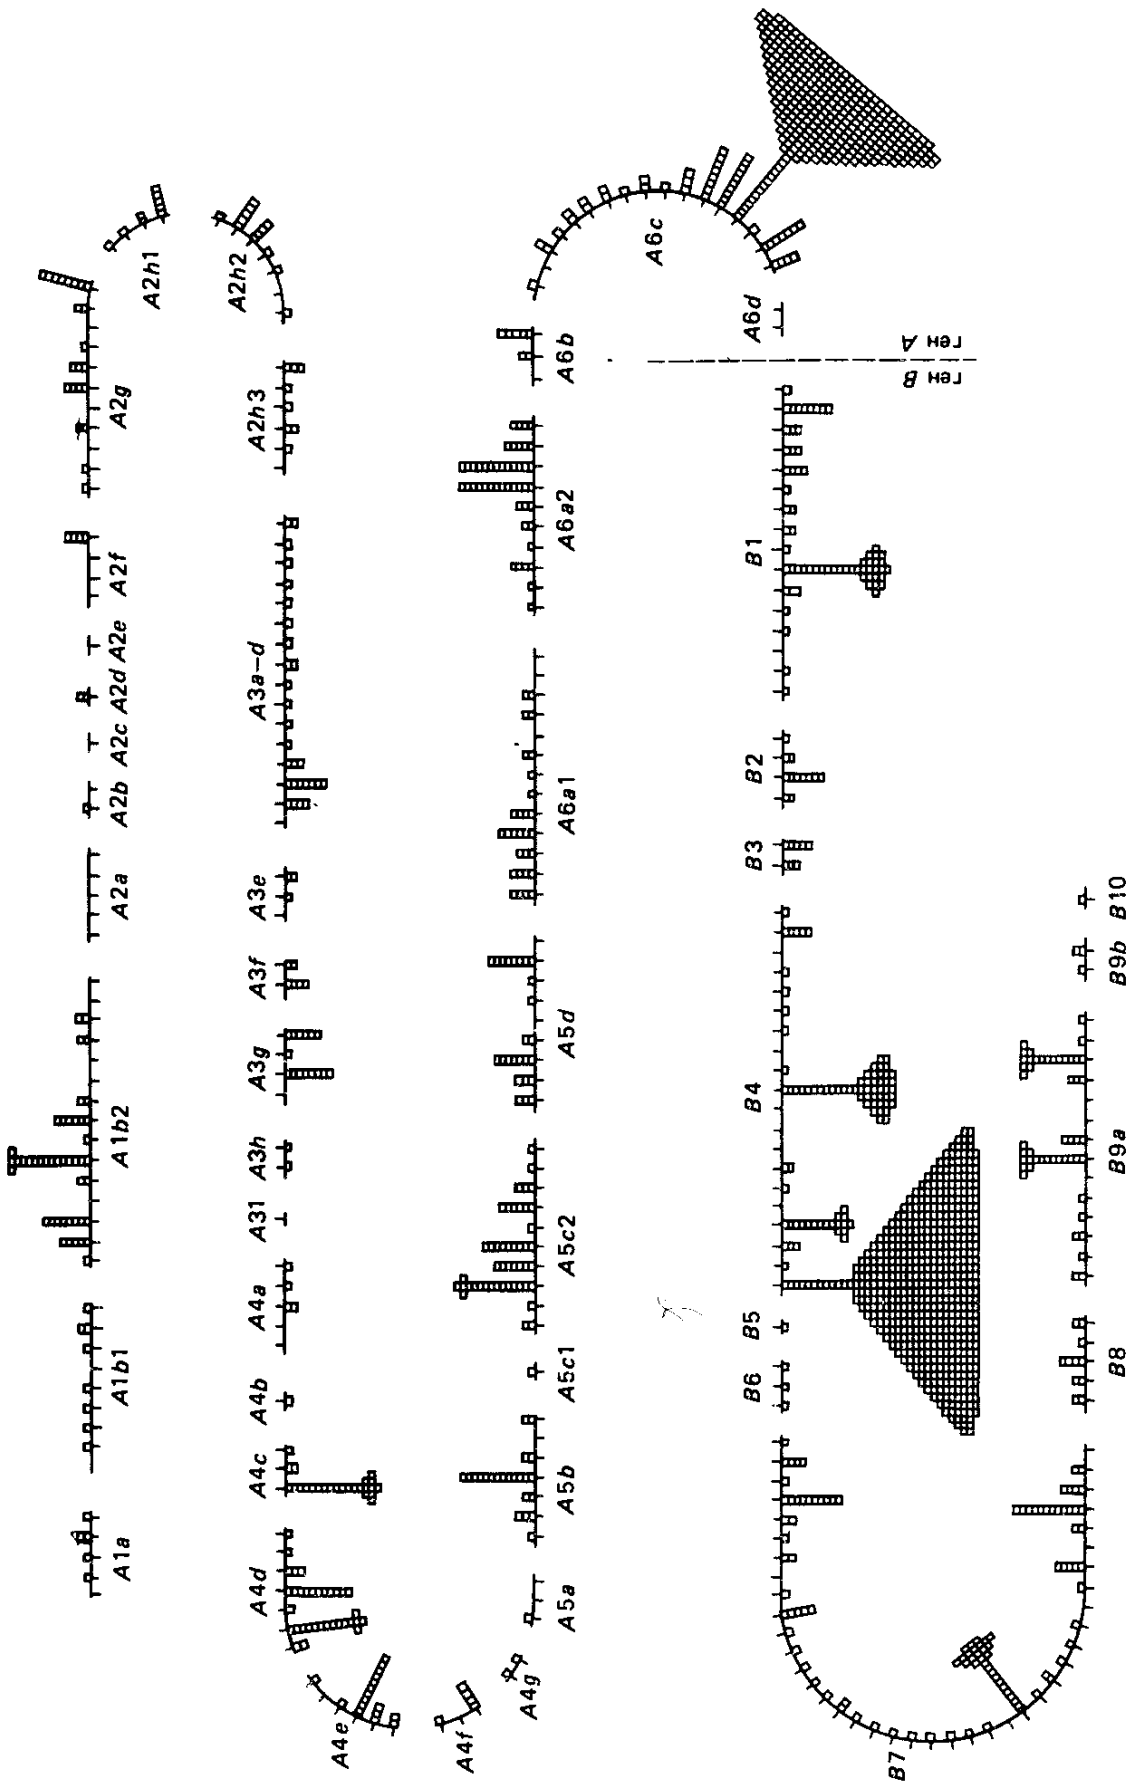 A1a A1b1 A1b2 A2a A2b A2c A2d A2e A2f A2g
A2h1
A2h2
A4d A4c A4b A4a A31 A3h A3g A3f A3e A3a–d A2h3
A4e
A4f
A4g
A5a A5b A5c1 A5c2 A5d A6a1 A6a2 A6b
A6c
A6d
ген A
ген B
B6 B5 B4 B3 B2 B1
B7
B8 B9a B9b B10